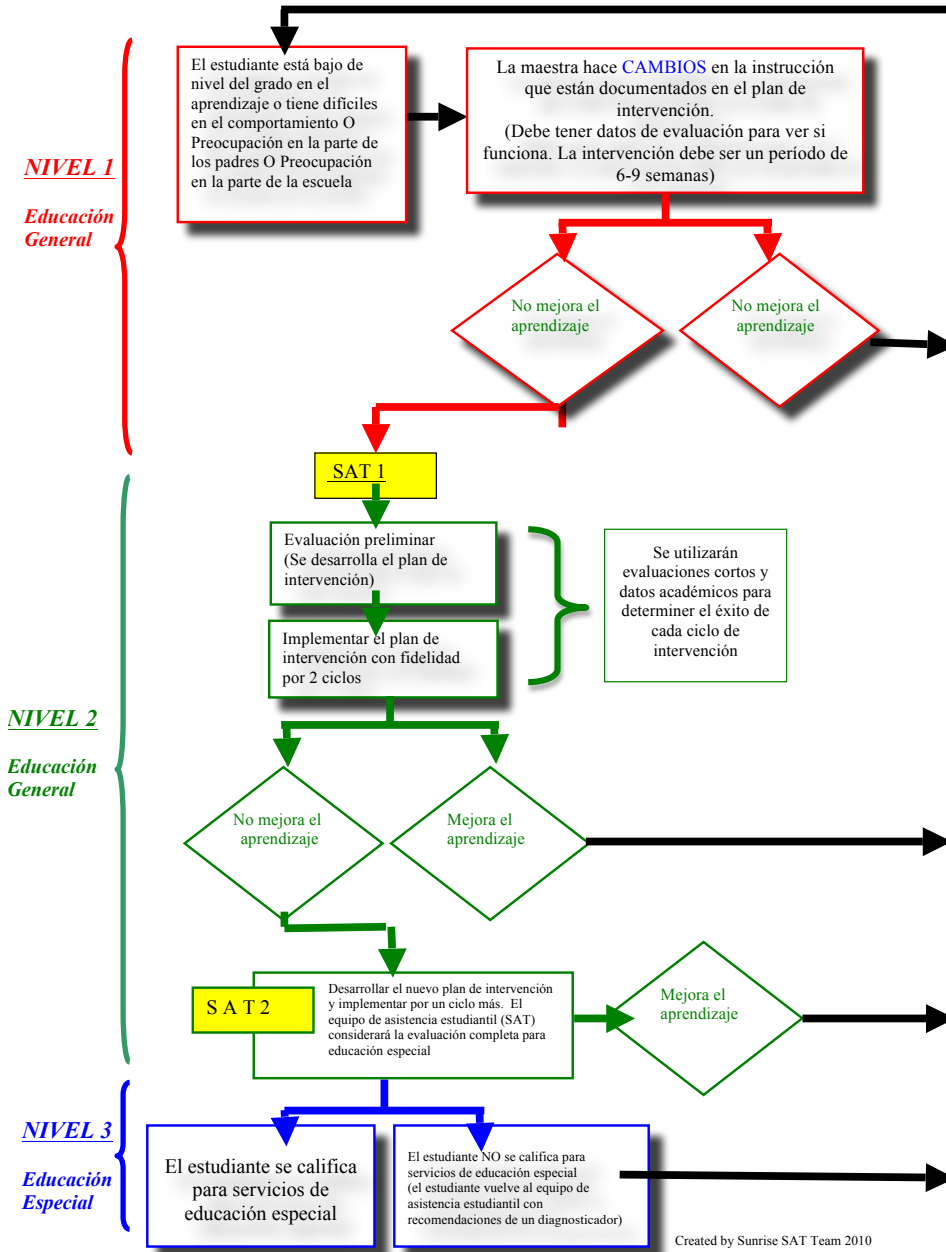 El estudiante está bajo de
nivel del grado en el
aprendizaje o tiene difíciles
en el comportamiento O
Preocupación en la parte de
los padres O Preocupación
en la parte de la escuela
La maestra hace CAMBIOS en la instrucción
que están documentados en el plan de
intervención.
(Debe tener datos de evaluación para ver si
funciona. La intervención debe ser un período de
6-9 semanas)
NIVEL 1
Educación
General
No mejora el
aprendizaje
No mejora el
aprendizaje
SAT 1
Evaluación preliminar
(Se desarrolla el plan de
intervención)
Implementar el plan de
intervención con fidelidad
por 2 ciclos
Se utilizarán
evaluaciones cortos y
datos académicos para
determiner el éxito de
cada ciclo de
intervención
NIVEL 2
Educación
General
No mejora el
aprendizaje
Mejora el
aprendizaje
S A T 2
Desarrollar el nuevo plan de intervención
y implementar por un ciclo más. El
equipo de asistencia estudiantil (SAT)
considerará la evaluación completa para
educación especial
Mejora el
aprendizaje
NIVEL 3
Educación
Especial
El estudiante se califica
para servicios de
educación especial
El estudiante NO se califica para
servicios de educación especial
(el estudiante vuelve al equipo de
asistencia estudiantil con
recomendaciones de un diagnosticador)
Created by Sunrise SAT Team 2010